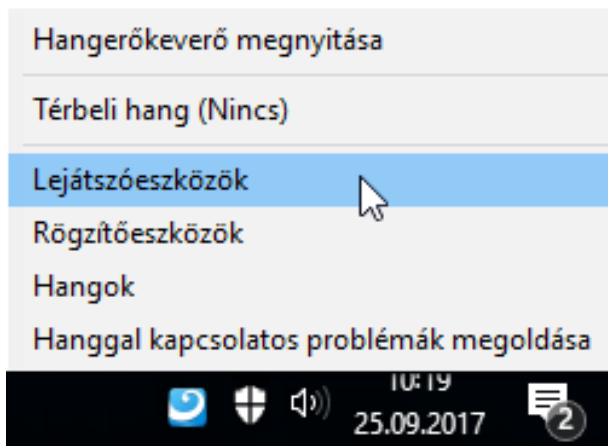 Hangerőkeverő megnyitása
Térbeli hang (Nincs)
Lejátszóeszközök
Rögzítőeszközök
Hangok
Hanggal kapcsolatos problémák megoldása
10:19
25.09.2017
2